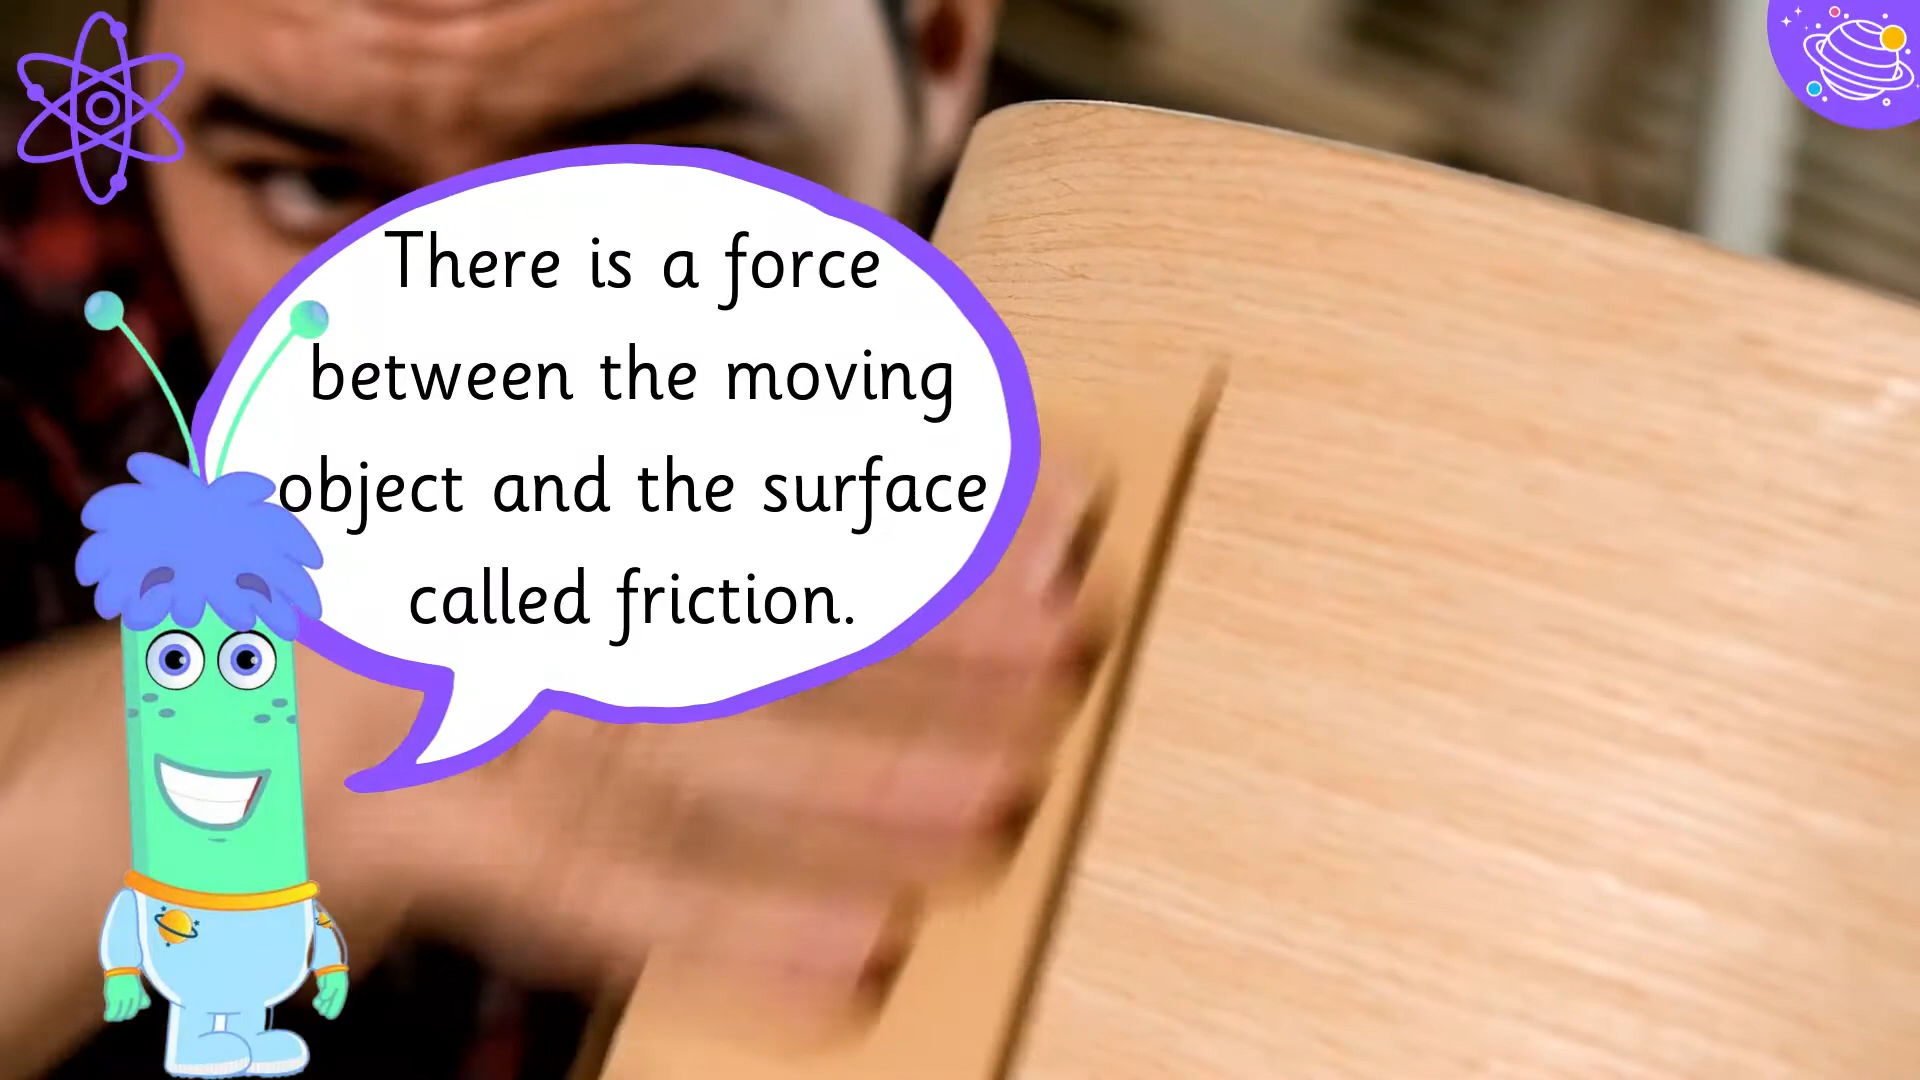 There is a force
between the moving
object and the surface
called friction.